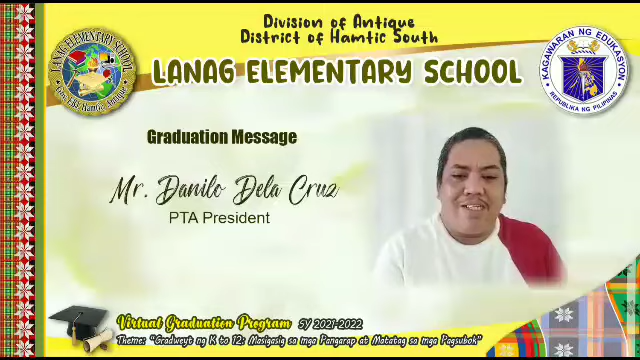 Division of Antique
District of Hamtic South
LANAG ELEMENTARY SCHOOL
LANAG ELEMENTARY SCHOOL
Hamtic, Antique
KAGAWARAN NG EDUKASYON
REPUBLIKA NG PILIPINAS
Graduation Message
Mr. Danilo Dela Cruz
PTA President
Virtual Graduation Program SY 2021-2022
Theme: "Gradweyt ng K to 12: Masigasig sa mga Pangarap at Matatag sa mga Pagsubok"